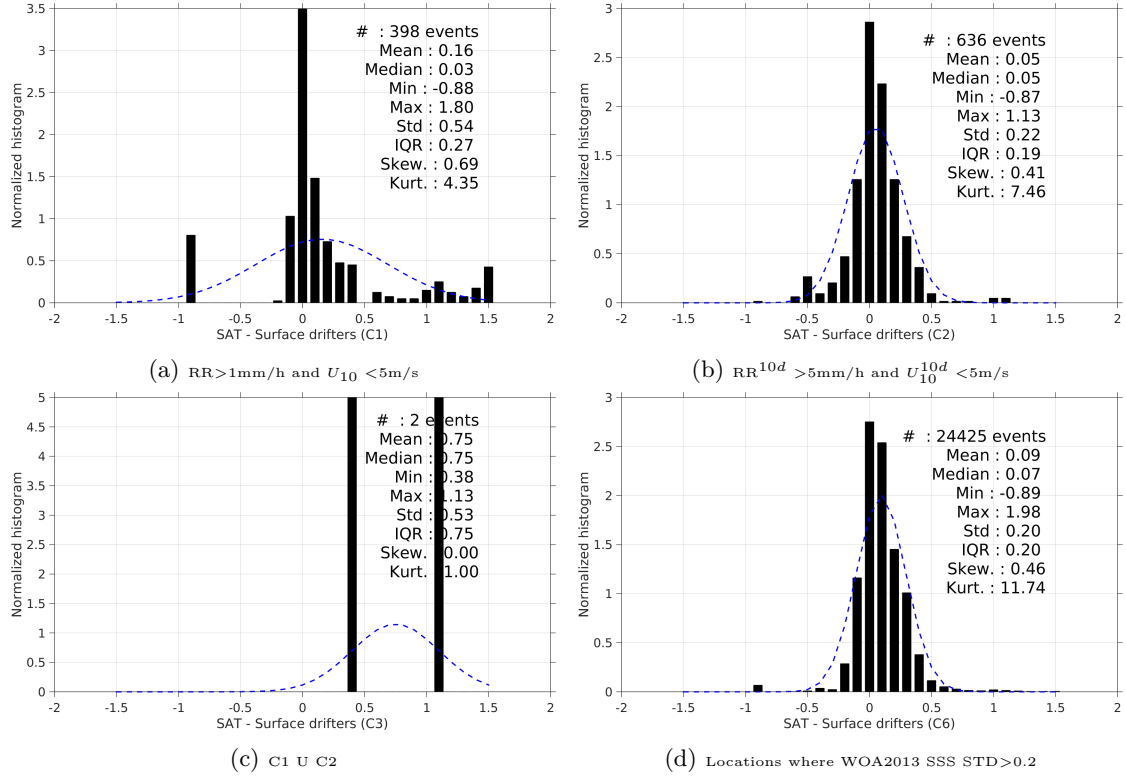 3.5
3
2.5
2
1.5
1
0.5
0
Normalized histogram
# : 398 events
Mean : 0.16
Median : 0.03
Min : -0.88
Max : 1.80
Std : 0.54
IQR : 0.27
Skew. : 0.69
Kurt. : 4.35
-2 -1.5 -1 -0.5 0 0.5 1 1.5 2
SAT - Surface drifters (C1)
(a) RR>1mm/h and U10 <5m/s
3
2.5
2
1.5
1
0.5
0
Normalized histogram
# : 636 events
Mean : 0.05
Median : 0.05
Min : -0.87
Max : 1.13
Std : 0.22
IQR : 0.19
Skew. : 0.41
Kurt. : 7.46
-2 -1.5 -1 -0.5 0 0.5 1 1.5 2
SAT - Surface drifters (C2)
(b) RR^10d >5mm/h and U10^10d <5m/s
5
4.5
4
3.5
3
2.5
2
1.5
1
0.5
0
Normalized histogram
# : 2 events
Mean : 0.75
Median : 0.75
Min : 0.38
Max : 1.13
Std : 0.53
IQR : 0.75
Skew. : 0.00
Kurt. : 1.00
-2 -1.5 -1 -0.5 0 0.5 1 1.5 2
SAT - Surface drifters (C3)
(c) C1 U C2
3
2.5
2
1.5
1
0.5
0
Normalized histogram
# : 24425 events
Mean : 0.09
Median : 0.07
Min : -0.89
Max : 1.98
Std : 0.20
IQR : 0.20
Skew. : 0.46
Kurt. : 11.74
-2 -1.5 -1 -0.5 0 0.5 1 1.5 2
SAT - Surface drifters (C6)
(d) Locations where WOA2013 SSS STD>0.2